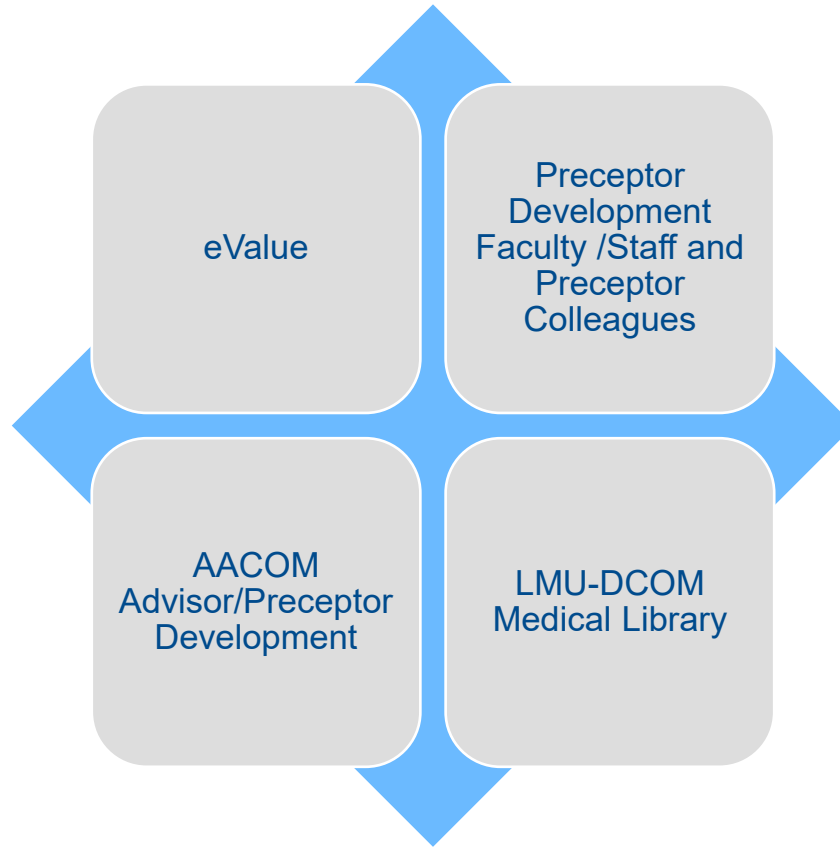 eValue
Preceptor
Development
Faculty /Staff and
Preceptor
Colleagues
AACOM
Advisor/Preceptor
Development
LMU-DCOM
Medical Library